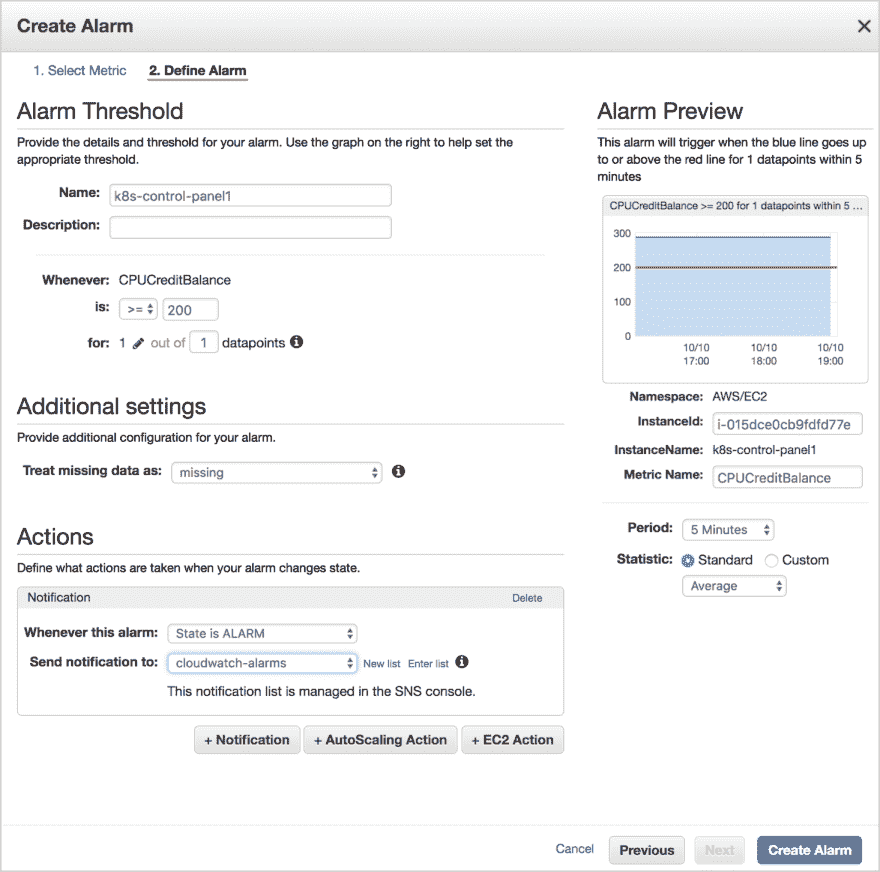 Create Alarm
1. Select Metric 2. Define Alarm
Alarm Threshold
Provide the details and threshold for your alarm. Use the graph on the right to help set the
appropriate threshold.
Name: k8s-control-panel1
Description:
Whenever: CPUCreditBalance
is: >= 200
for: 1 out of 1 datapoints
Additional settings
Provide additional configuration for your alarm.
Treat missing data as: missing
Actions
Define what actions are taken when your alarm changes state.
Notification Delete
Whenever this alarm: State is ALARM
Send notification to: cloudwatch-alarms New list Enter list
This notification list is managed in the SNS console.
+ Notification + AutoScaling Action + EC2 Action
Alarm Preview
This alarm will trigger when the blue line goes up
to or above the red line for 1 datapoints within 5
minutes
CPUCreditBalance >= 200 for 1 datapoints within 5 ...
300
200
100
0
10/10 10/10 10/10
17:00 18:00 19:00
Namespace: AWS/EC2
InstanceId: i-015dce0cb9fdfd77e
InstanceName: k8s-control-panel1
Metric Name: CPUCreditBalance
Period: 5 Minutes
Statistic: Standard Custom
Average
Cancel Previous Next Create Alarm